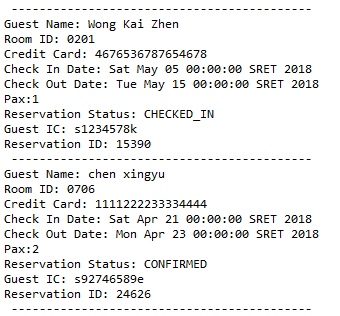 --------------------------------------------
Guest Name: Wong Kai Zhen
Room ID: 0201
Credit Card: 4676536787654678
Check In Date: Sat May 05 00:00:00 SRET 2018
Check Out Date: Tue May 15 00:00:00 SRET 2018
Pax:1
Reservation Status: CHECKED_IN
Guest IC: s1234578k
Reservation ID: 15390
--------------------------------------------
Guest Name: chen xingyu
Room ID: 0706
Credit Card: 1111222233334444
Check In Date: Sat Apr 21 00:00:00 SRET 2018
Check Out Date: Mon Apr 23 00:00:00 SRET 2018
Pax:2
Reservation Status: CONFIRMED
Guest IC: s92746589e
Reservation ID: 24626
--------------------------------------------